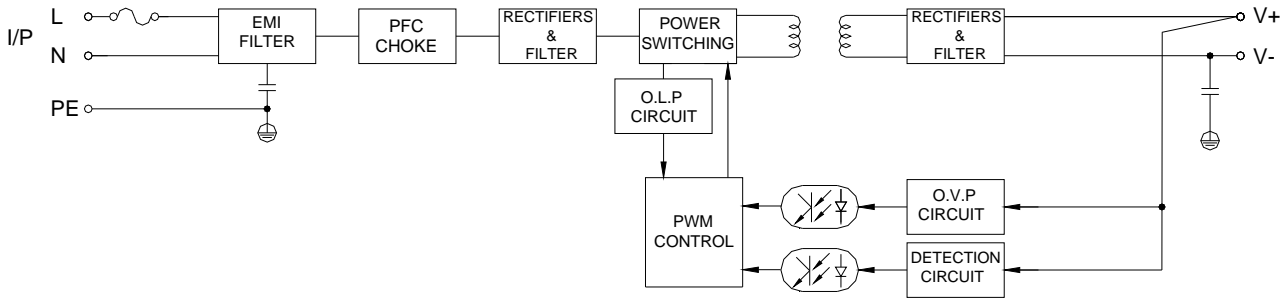 I/P
L
N
PE
EMI
FILTER
PFC
CHOKE
RECTIFIERS
&
FILTER
POWER
SWITCHING
RECTIFIERS
&
FILTER
V+
V-
O.L.P
CIRCUIT
PWM
CONTROL
O.V.P
CIRCUIT
DETECTION
CIRCUIT